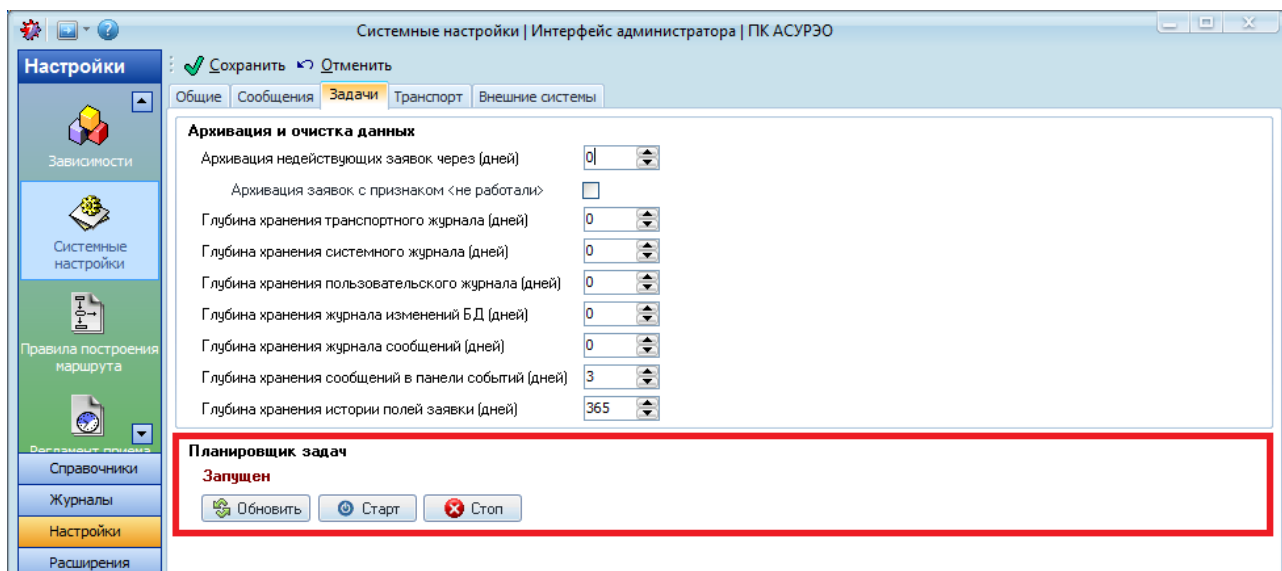 Системные настройки | Интерфейс администратора | ПК АСУРЭО
Настройки
Сохранить Отменить
Общие Сообщения Задачи Транспорт Внешние системы
Зависимости
Системные
настройки
Правила построения
маршрута
Регламент приема
Справочники
Журналы
Настройки
Расширения
Архивация и очистка данных
Архивация недействующих заявок через (дней) 0
Архивация заявок с признаком <не работали>
Глубина хранения транспортного журнала (дней) 0
Глубина хранения системного журнала (дней) 0
Глубина хранения пользовательского журнала (дней) 0
Глубина хранения журнала изменений БД (дней) 0
Глубина хранения журнала сообщений (дней) 0
Глубина хранения сообщений в панели событий (дней) 3
Глубина хранения истории полей заявки (дней) 365
Планировщик задач
Запущен
Обновить Старт Стоп